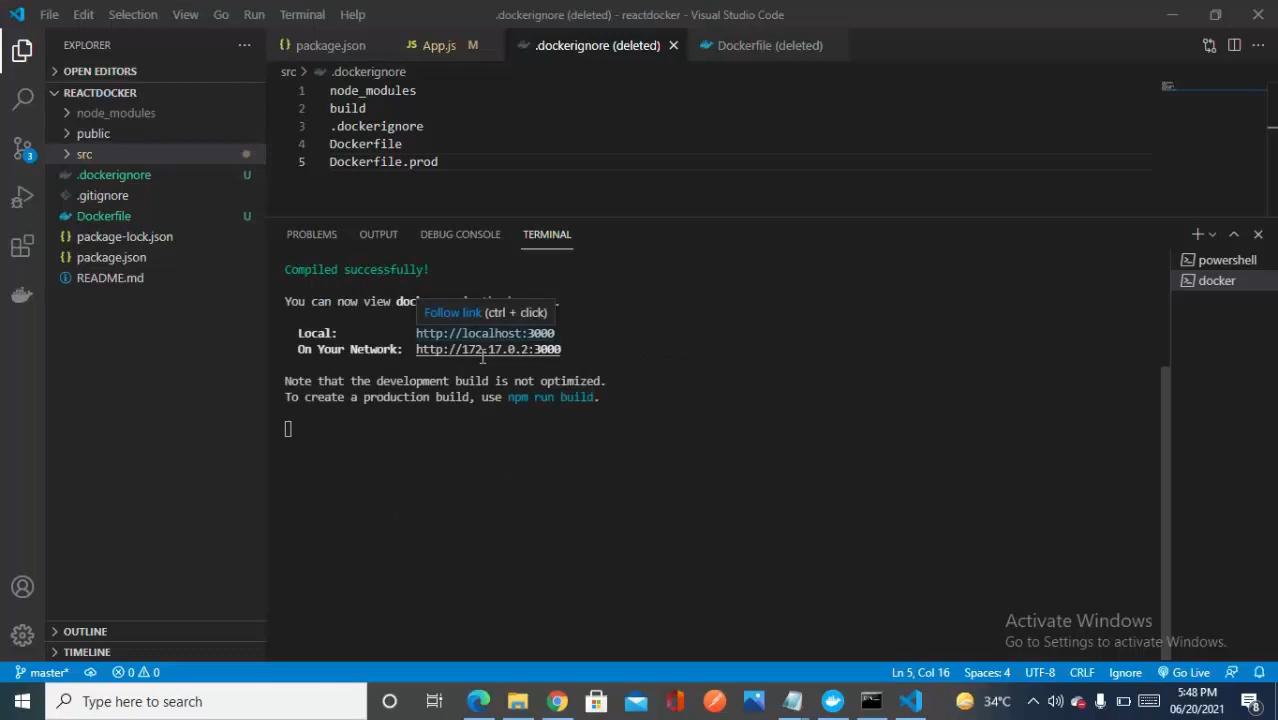 File Edit Selection View Go Run Terminal Help .dockerignore (deleted) - reactdocker - Visual Studio Code
EXPLORER
package.json
App.js M
.dockerignore (deleted)
Dockerfile (deleted)
OPEN EDITORS
src .dockerignore
REACTDOCKER
node_modules
public
src
.dockerignore U
.gitignore
Dockerfile U
package-lock.json
package.json
README.md
1 node_modules
2 build
3 .dockerignore
4 Dockerfile
5 Dockerfile.prod
3
PROBLEMS OUTPUT DEBUG CONSOLE TERMINAL
powershell
docker
Compiled successfully!
You can now view
Follow link (ctrl + click)
Local: http://localhost:3000
On Your Network: http://172.17.0.2:3000
Note that the development build is not optimized.
To create a production build, use npm run build.
OUTLINE
TIMELINE
Activate Windows
Go to Settings to activate Windows.
master* 0 0 Ln 5, Col 16 Spaces: 4 UTF-8 CRLF Ignore Go Live
Type here to search
34°C
5:48 PM
06/20/2021
8